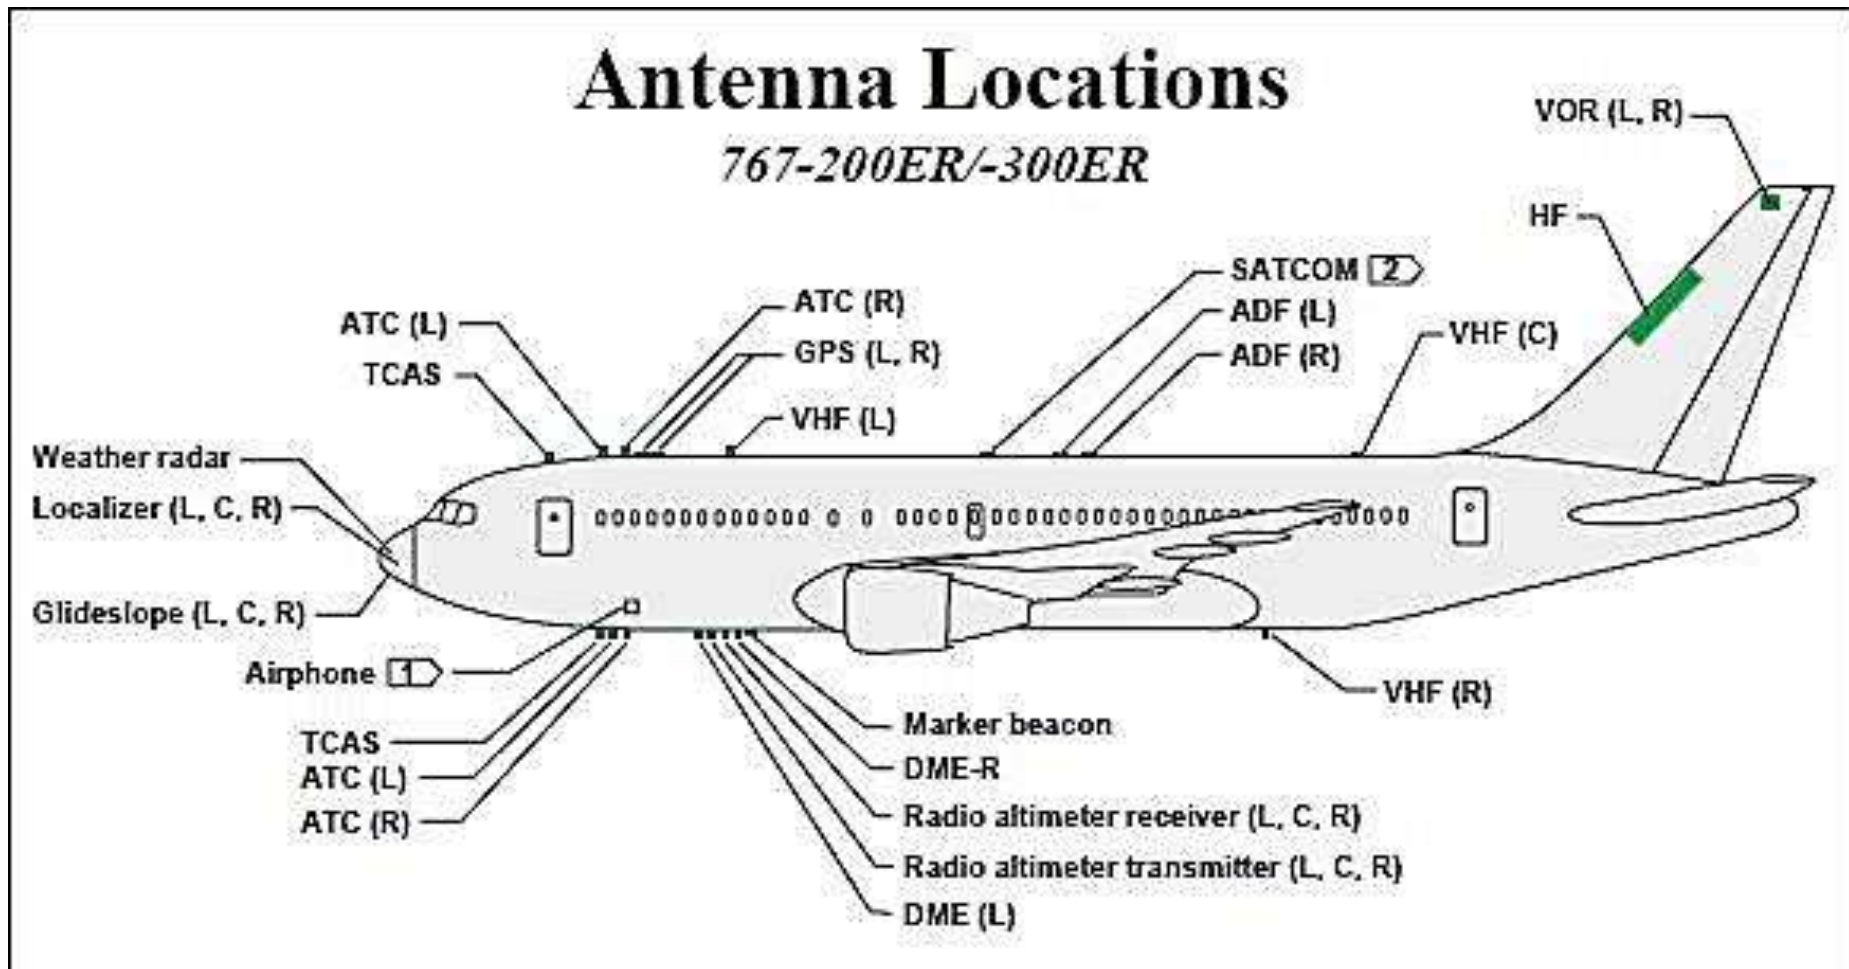 Antenna Locations
767-200ER/-300ER
VOR (L, R)
HF
SATCOM 2
ATC (R)
ADF (L)
ATC (L)
VHF (C)
GPS (L, R)
ADF (R)
TCAS
VHF (L)
Weather radar
Localizer (L, C, R)
Glideslope (L, C, R)
Airphone 1
VHF (R)
Marker beacon
TCAS
DME-R
ATC (L)
Radio altimeter receiver (L, C, R)
ATC (R)
Radio altimeter transmitter (L, C, R)
DME (L)